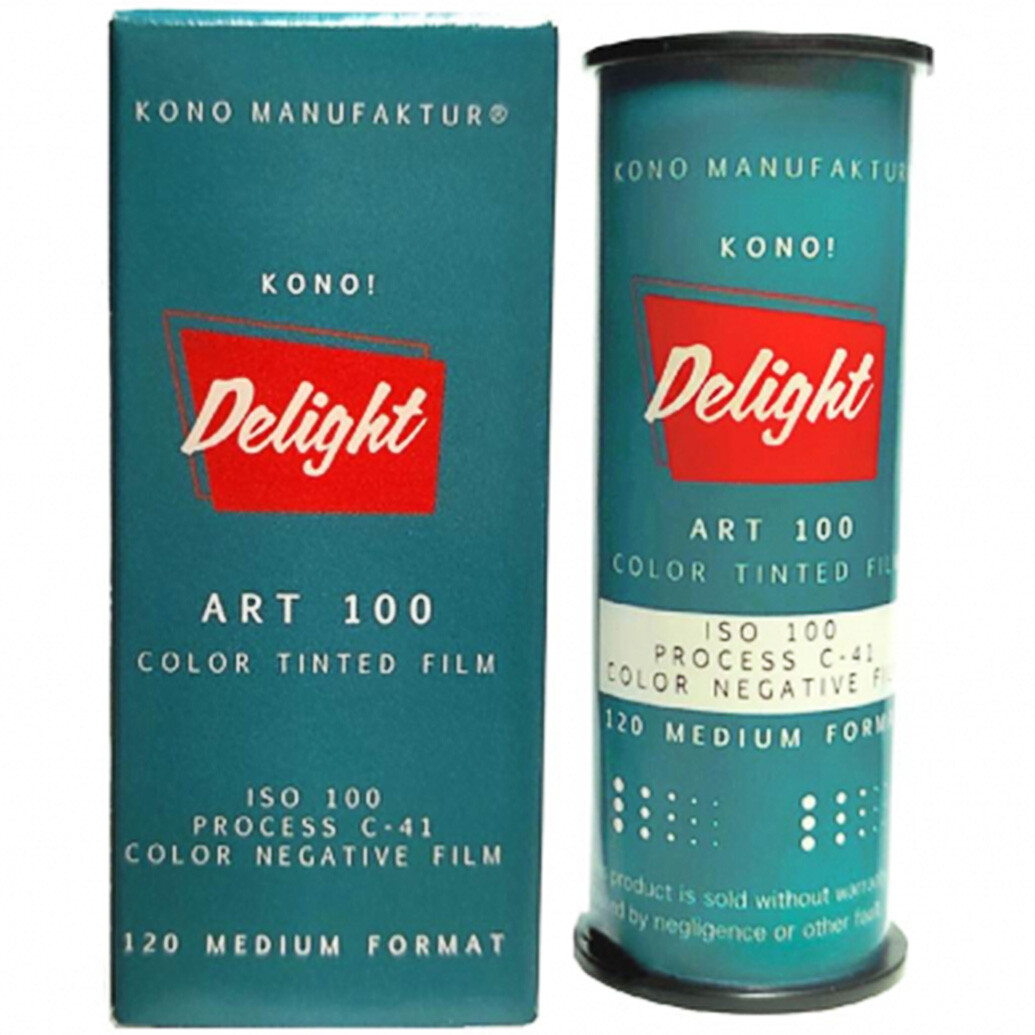 KONO MANUFAKTUR®
KONO!
Delight
ART 100
COLOR TINTED FILM
ISO 100
PROCESS C-41
COLOR NEGATIVE FILM
120 MEDIUM FORMAT
KONO MANUFAKTUR
KONO!
Delight
ART 100
COLOR TINTED
ISO 100
PROCESS C-41
COLOR NEGATIVE
120 MEDIUM
product is sold without
by negligence or other